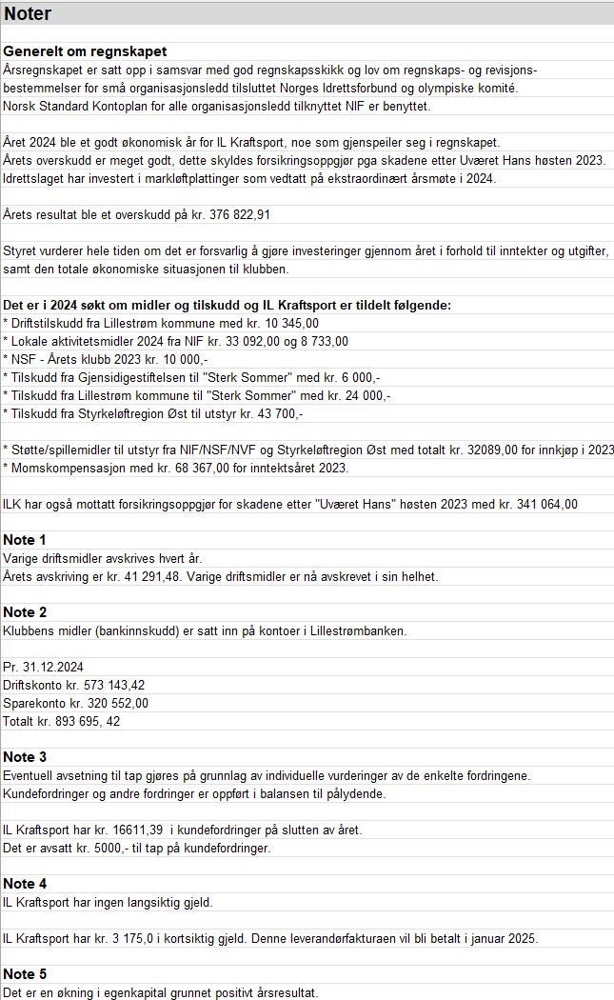 Noter
Generelt om regnskapet
Årsregnskapet er satt opp i samsvar med god regnskapsskikk og lov om regnskaps- og revisjons-
bestemmelser for små organisasjonsledd tilsluttet Norges Idrettsforbund og olympiske komité.
Norsk Standard Kontoplan for alle organisasjonsledd tilknyttet NIF er benyttet.
Året 2024 ble et godt økonomisk år for IL Kraftsport, noe som gjenspeiler seg i regnskapet.
Årets overskudd er meget godt, dette skyldes forsikringsoppgjør pga skadene etter Uværet Hans høsten 2023.
Idrettslaget har investert i markløftplattinger som vedtatt på ekstraordinært årsmøte i 2024.
Årets resultat ble et overskudd på kr. 376 822,91
Styret vurderer hele tiden om det er forsvarlig å gjøre investeringer gjennom året i forhold til inntekter og utgifter,
samt den totale økonomiske situasjonen til klubben.
Det er i 2024 søkt om midler og tilskudd og IL Kraftsport er tildelt følgende:
* Driftstilskudd fra Lillestrøm kommune med kr. 10 345,00
* Lokale aktivitetsmidler 2024 fra NIF kr. 33 092,00 og 8 733,00
* NSF - Årets klubb 2023 kr. 10 000,-
* Tilskudd fra Gjensidigestiftelsen til "Sterk Sommer" med kr. 6 000,-
* Tilskudd fra Lillestrøm kommune til "Sterk Sommer" med kr. 24 000,-
* Tilskudd fra Styrkeløftregion Øst til utstyr kr. 43 700,-
* Støtte/spillemidler til utstyr fra NIF/NSF/NVF og Styrkeløftregion Øst med totalt kr. 32089,00 for innkjøp i 2023
* Momskompensasjon med kr. 68 367,00 for inntektsåret 2023.
ILK har også mottatt forsikringsoppgjør for skadene etter "Uværet Hans" høsten 2023 med kr. 341 064,00
Note 1
Varige driftsmidler avskrives hvert år.
Årets avskriving er kr. 41 291,48. Varige driftsmidler er nå avskrevet i sin helhet.
Note 2
Klubbens midler (bankinnskudd) er satt inn på kontoer i Lillestrømbanken.
Pr. 31.12.2024
Driftskonto kr. 573 143,42
Sparekonto kr. 320 552,00
Totalt kr. 893 695, 42
Note 3
Eventuell avsetning til tap gjøres på grunnlag av individuelle vurderinger av de enkelte fordringene.
Kundefordringer og andre fordringer er oppført i balansen til pålydende.
IL Kraftsport har kr. 16611,39 i kundefordringer på slutten av året.
Det er avsatt kr. 5000,- til tap på kundefordringer.
Note 4
IL Kraftsport har ingen langsiktig gjeld.
IL Kraftsport har kr. 3 175,0 i kortsiktig gjeld. Denne leverandørfakturaen vil bli betalt i januar 2025.
Note 5
Det er en økning i egenkapital grunnet positivt årsresultat.